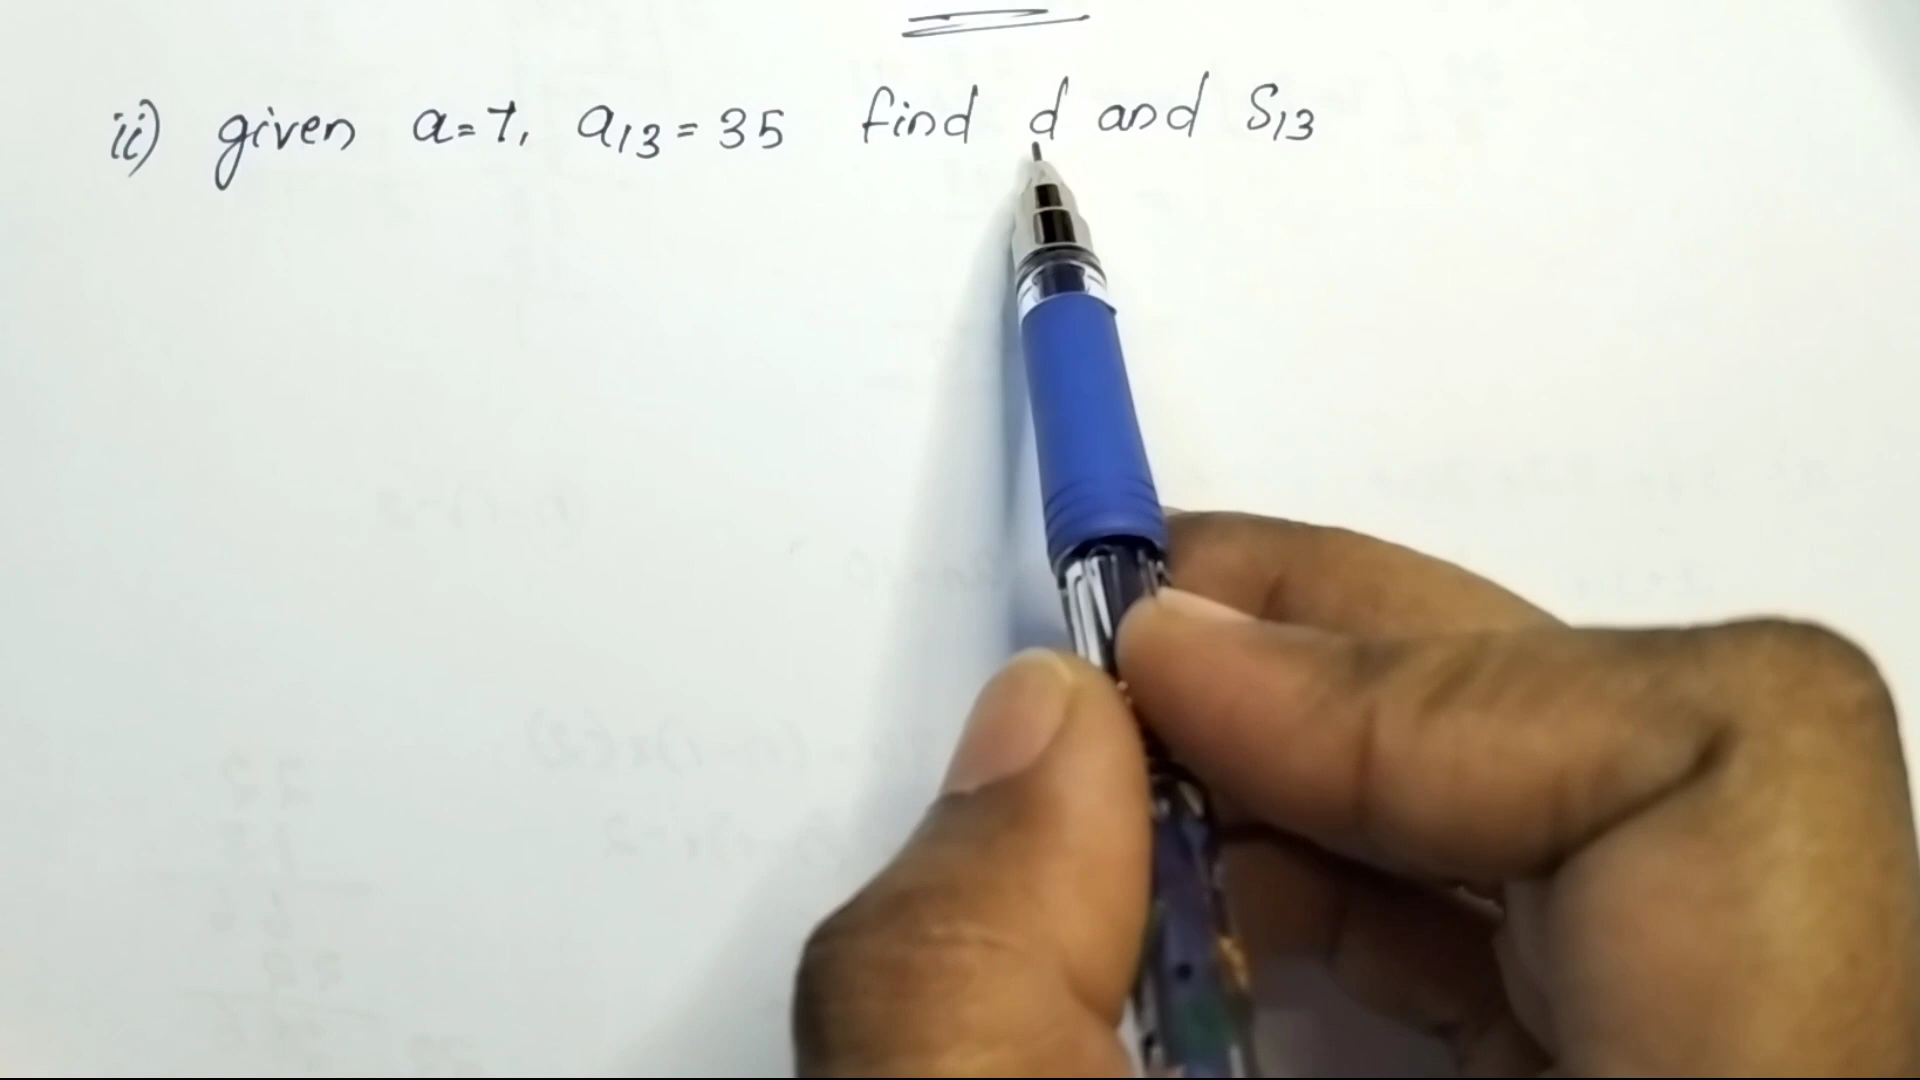 ii) given a=7, a13=35 find d and S13